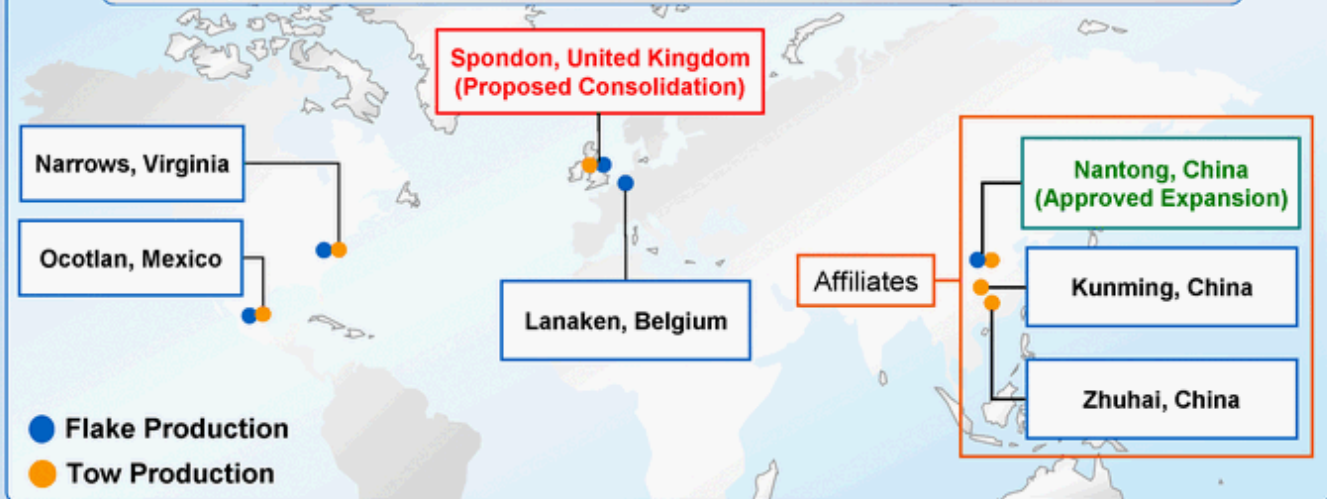 Spondon, United Kingdom
(Proposed Consolidation)
Narrows, Virginia
Nantong, China
(Approved Expansion)
Ocotlan, Mexico
Affiliates
Kunming, China
Lanaken, Belgium
Zhuhai, China
Flake Production
Tow Production